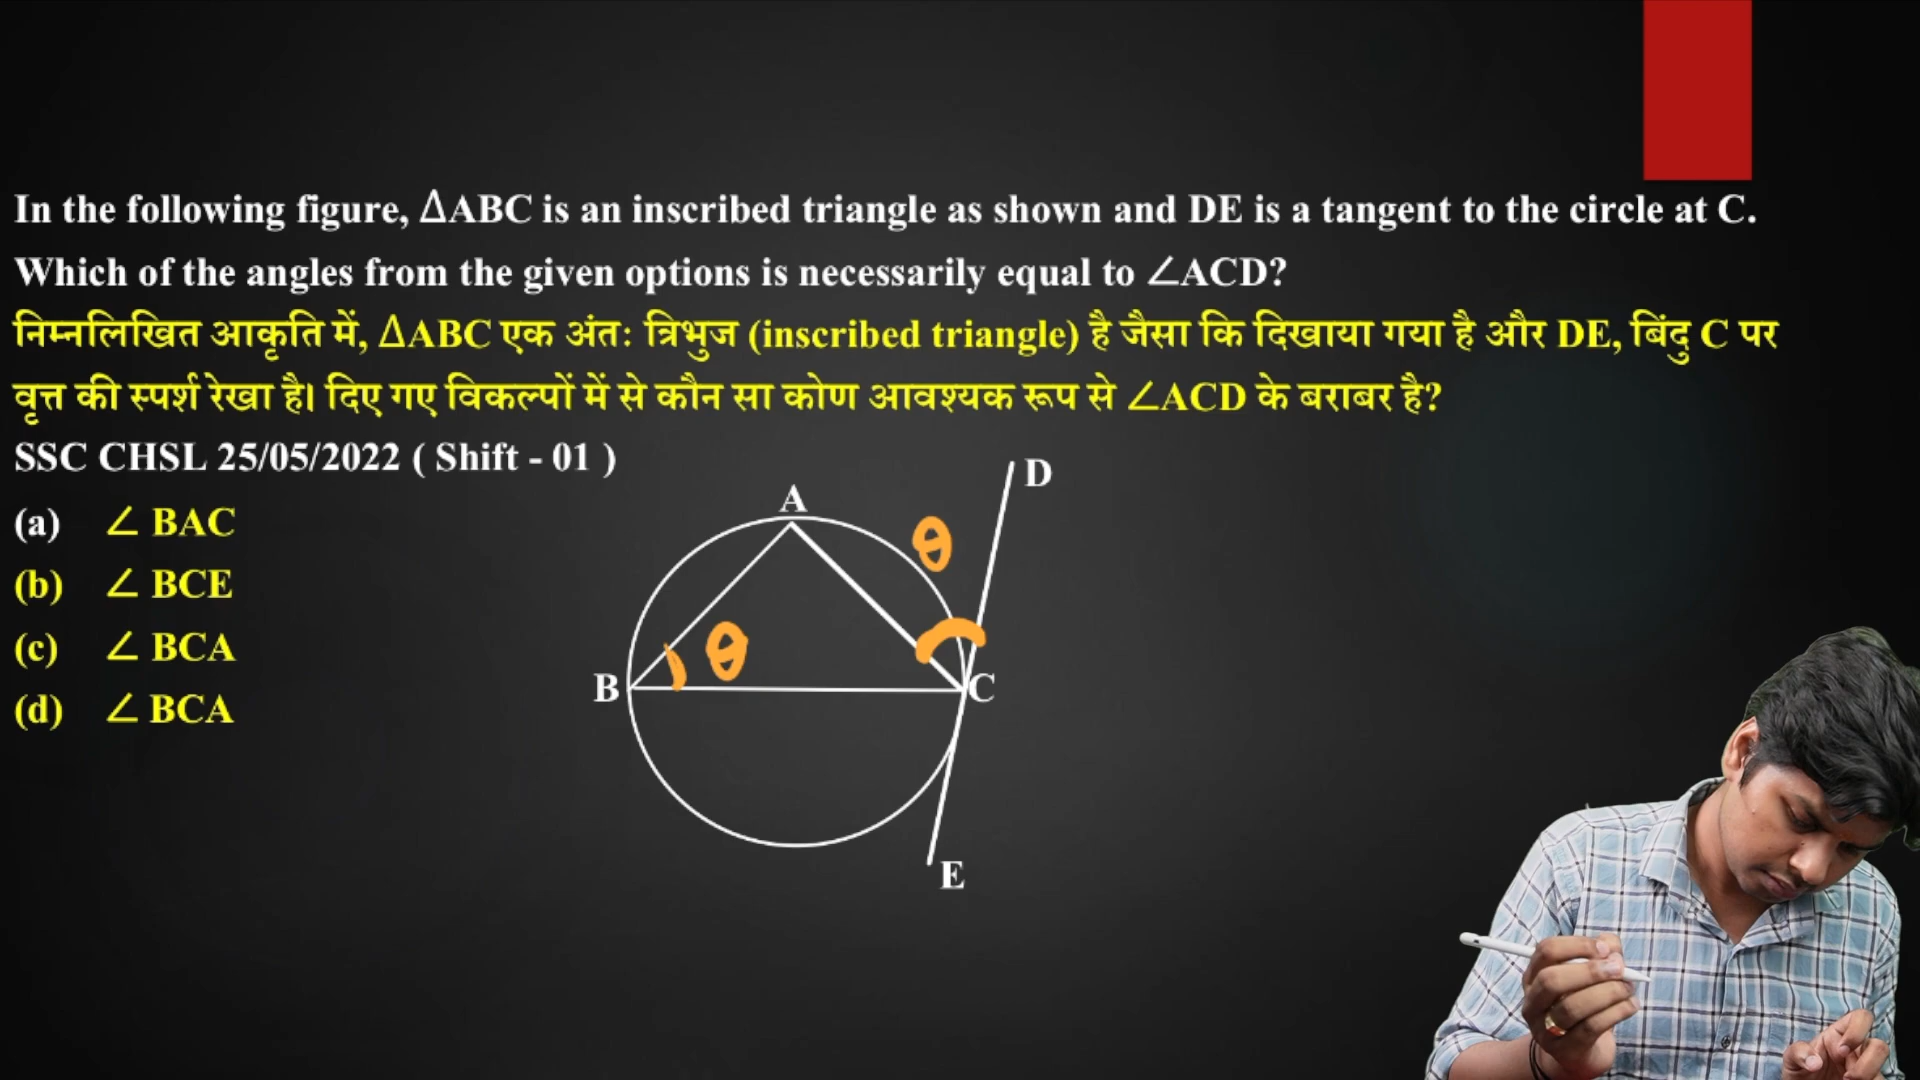 In the following figure, ΔABC is an inscribed triangle as shown and DE is a tangent to the circle at C.
Which of the angles from the given options is necessarily equal to ∠ACD?
निम्नलिखित आकृति में, ΔABC एक अंतः त्रिभुज (inscribed triangle) है जैसा कि दिखाया गया है और DE, बिंदु C पर
वृत्त की स्पर्श रेखा है। दिए गए विकल्पों में से कौन सा कोण आवश्यक रूप से ∠ACD के बराबर है?
SSC CHSL 25/05/2022 ( Shift - 01 )
(a) ∠ BAC
(b) ∠ BCE
(c) ∠ BCA
(d) ∠ BCA
D
A
θ
θ
B
C
E